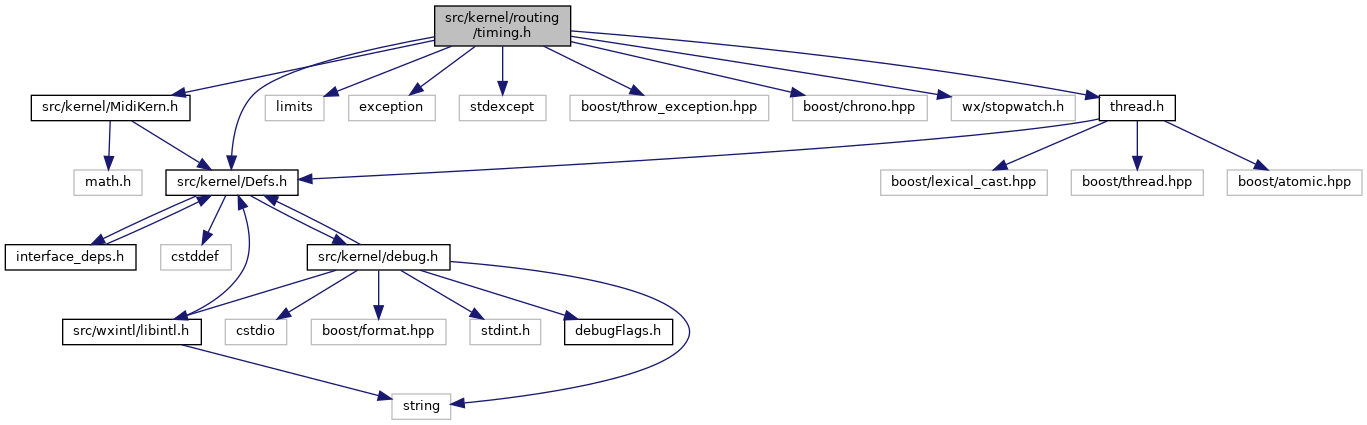 src/kernel/routing
/timing.h
src/kernel/MidiKern.h
limits
exception
stdexcept
boost/throw_exception.hpp
boost/chrono.hpp
wx/stopwatch.h
thread.h
math.h
src/kernel/Defs.h
boost/lexical_cast.hpp
boost/thread.hpp
boost/atomic.hpp
interface_deps.h
cstddef
src/kernel/debug.h
src/wxintl/libintl.h
cstdio
boost/format.hpp
stdint.h
debugFlags.h
string